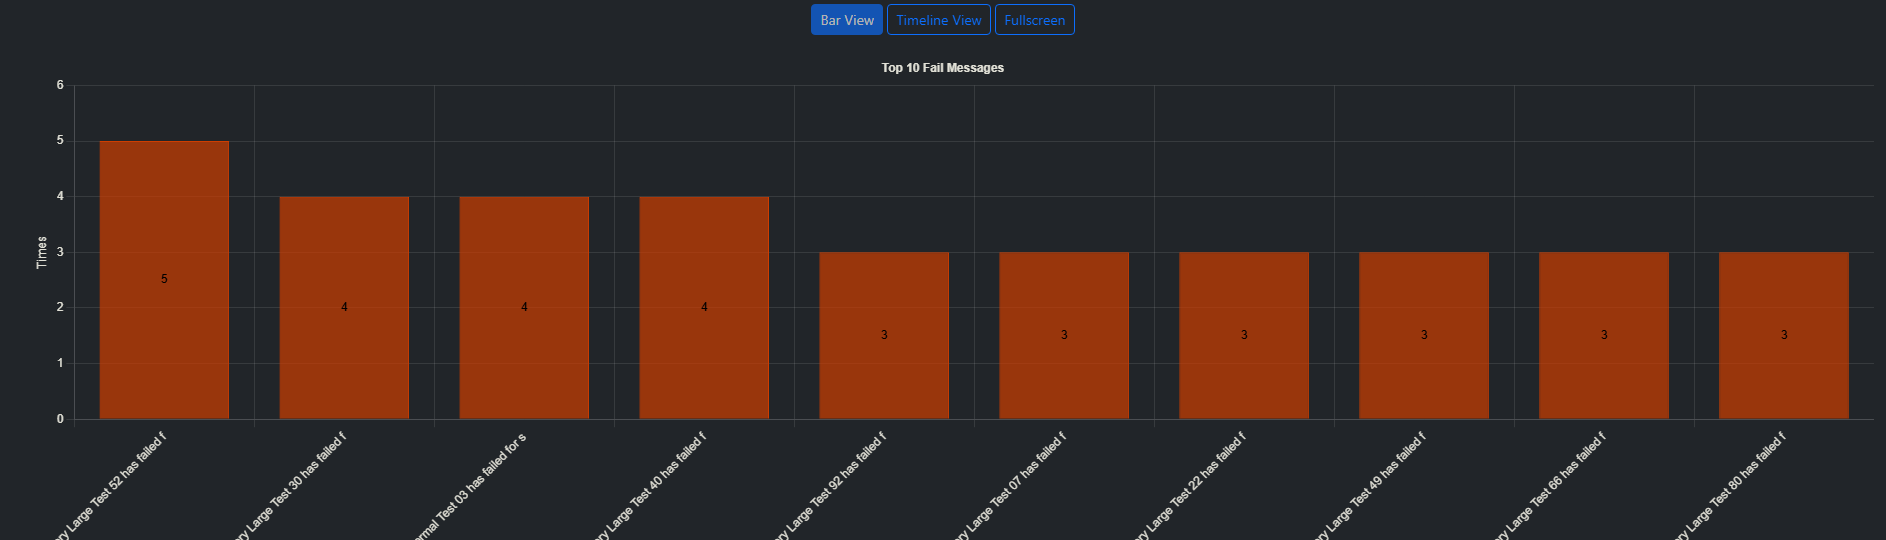 Bar View
Timeline View
Fullscreen
Top 10 Fail Messages
Times
6
5
4
3
2
1
0
5
4
4
4
3
3
3
3
3
3
ry Large Test 52 has failed f
ry Large Test 30 has failed f
rmal Test 03 has failed for s
ry Large Test 40 has failed f
ry Large Test 92 has failed f
ry Large Test 07 has failed f
ry Large Test 22 has failed f
ry Large Test 49 has failed f
ry Large Test 66 has failed f
ry Large Test 80 has failed f